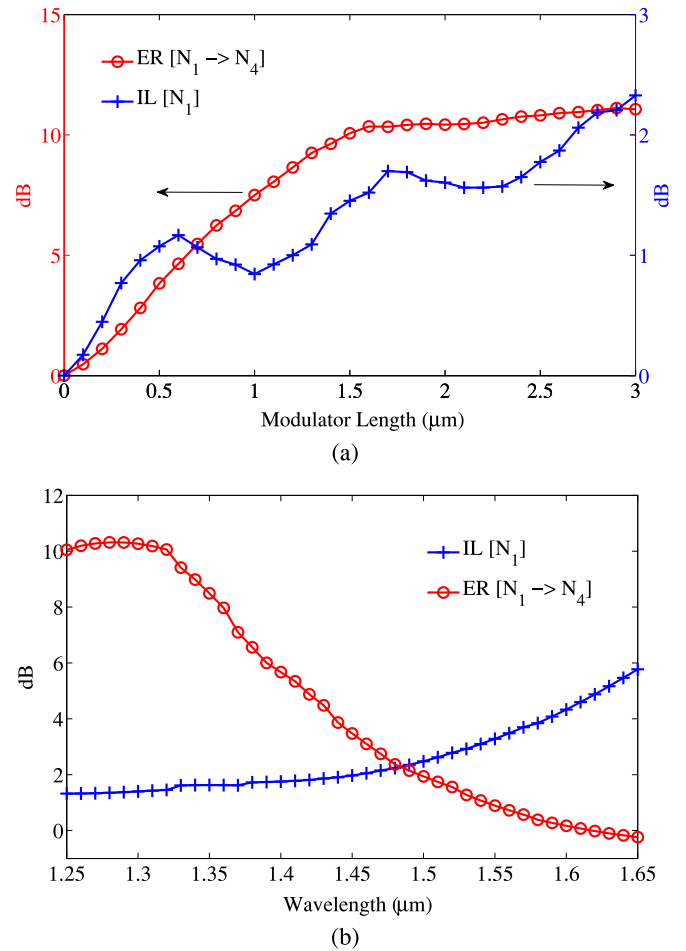 15
3
ER [N1 −> N4]
IL [N1]
10
2
dB
dB
5
1
0
0
0
0.5
1
1.5
2
2.5
3
Modulator Length (μm)
(a)
12
10
IL [N1]
8
ER [N1 −> N4]
6
dB
4
2
0
1.25
1.3
1.35
1.4
1.45
1.5
1.55
1.6
1.65
Wavelength (μm)
(b)